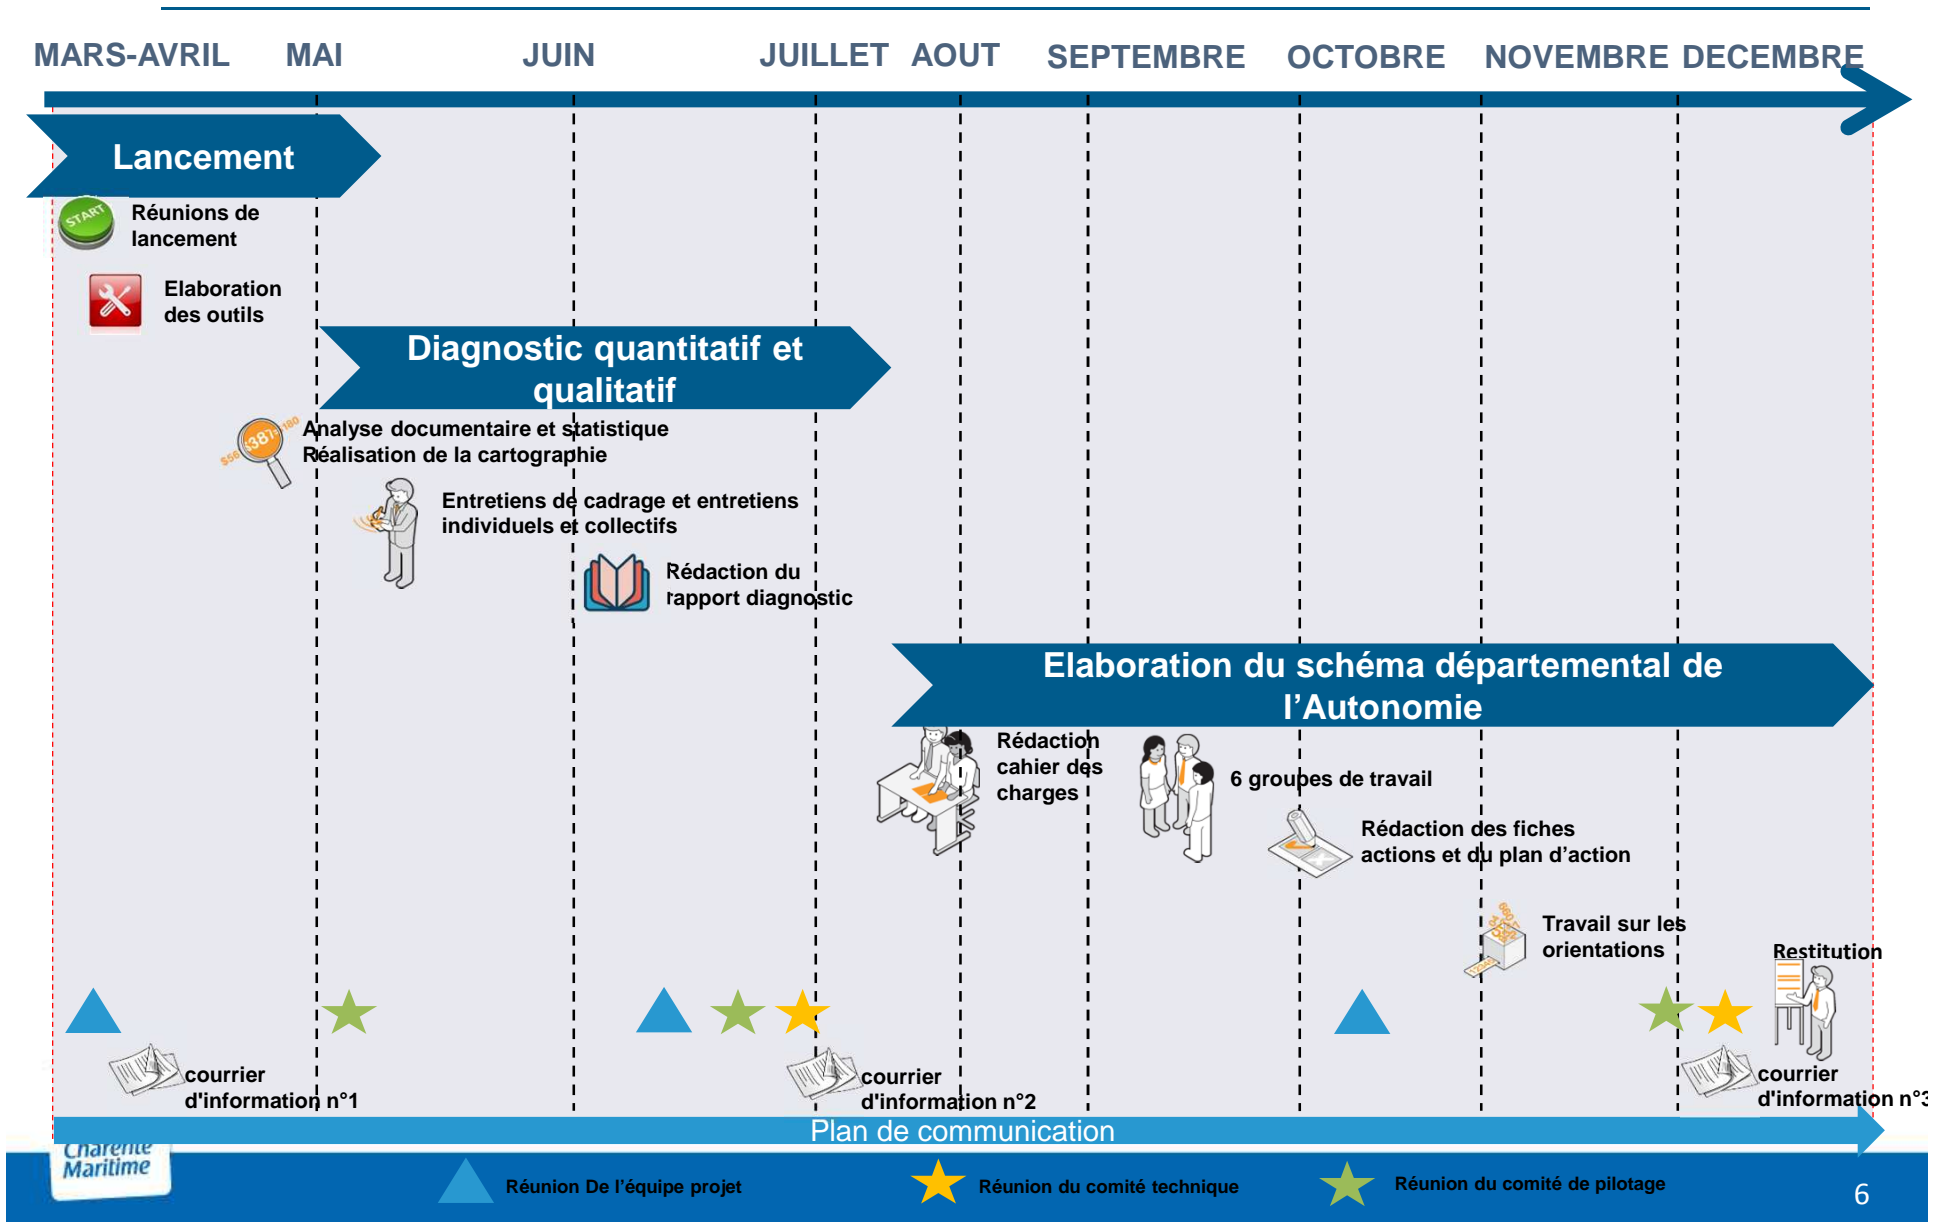 MARS-AVRIL MAI JUIN JUILLET AOUT SEPTEMBRE OCTOBRE NOVEMBRE DECEMBRE
Lancement
START
Réunions de
lancement
Elaboration
des outils
Diagnostic quantitatif et
qualitatif
Analyse documentaire et statistique
Réalisation de la cartographie
Entretiens de cadrage et entretiens
individuels et collectifs
Rédaction du
rapport diagnostic
Elaboration du schéma départemental de
l’Autonomie
Rédaction
cahier des
charges
6 groupes de travail
Rédaction des fiches
actions et du plan d’action
Travail sur les
orientations
Restitution
courrier
d'information n°1
courrier
d'information n°2
courrier
d'information n°3
Plan de communication
Charente
Maritime
Réunion De l'équipe projet
Réunion du comité technique
Réunion du comité de pilotage
6